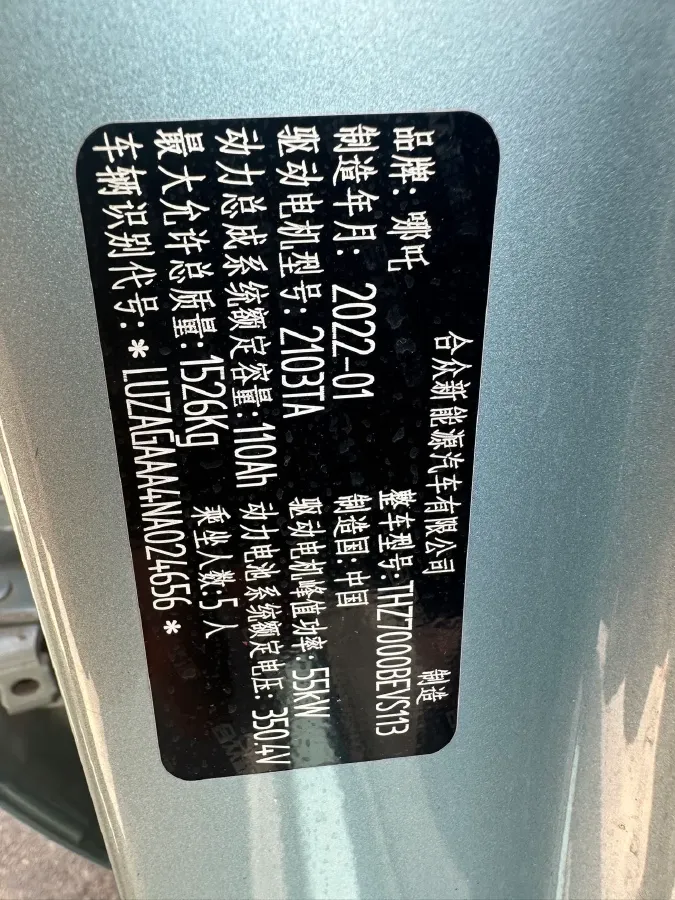 合众新能源汽车有限公司 制造
品牌: 哪吒 整车型号:THZ7000BEVS113
制造年月: 2022-01 制造国:中国
驱动电机型号:2103TA 驱动电机峰值功率:55kW
动力总成系统额定容量:110Ah 动力电池系统额定电压:350.4V
最大允许总质量:1526Kg 乘坐人数:5人
车辆识别代号:*LUZAGAAA4NA024656*